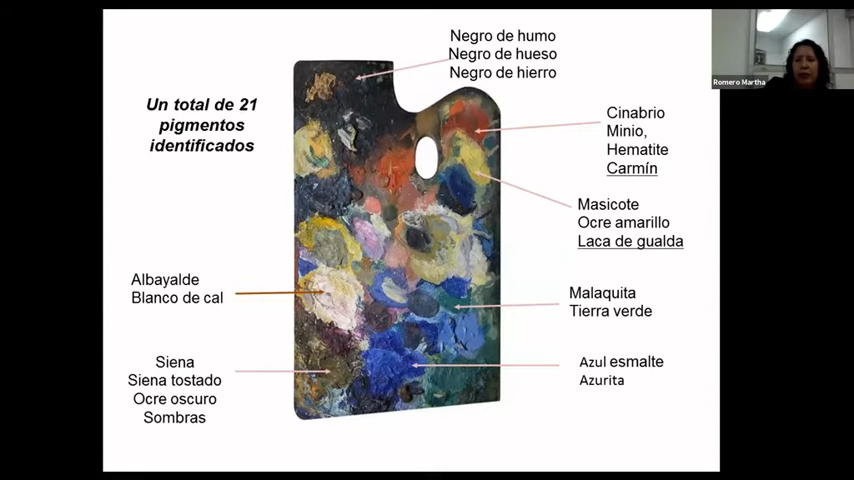 Negro de humo
Negro de hueso
Negro de hierro
Romero Martha
Un total de 21
pigmentos
identificados
Cinabrio
Minio,
Hematite
Carmín
Masicote
Ocre amarillo
Laca de gualda
Albayalde
Blanco de cal
Malaquita
Tierra verde
Siena
Siena tostado
Ocre oscuro
Sombras
Azul esmalte
Azurita